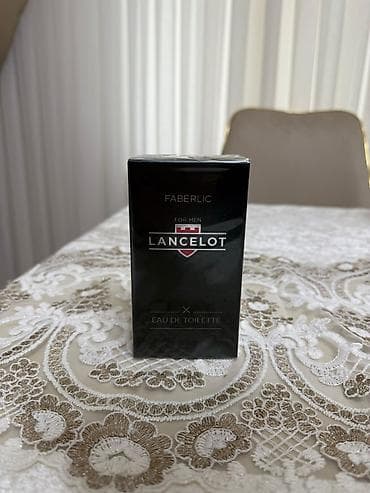 FABERLIC
FOR MEN
LANCELOT
EAU DE TOILETTE